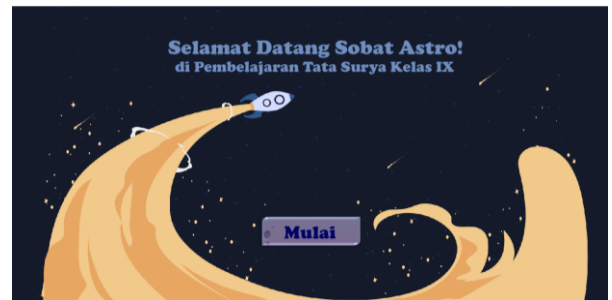 Selamat Datang Sobat Astro!
di Pembelajaran Tata Surya Kelas IX
Mulai